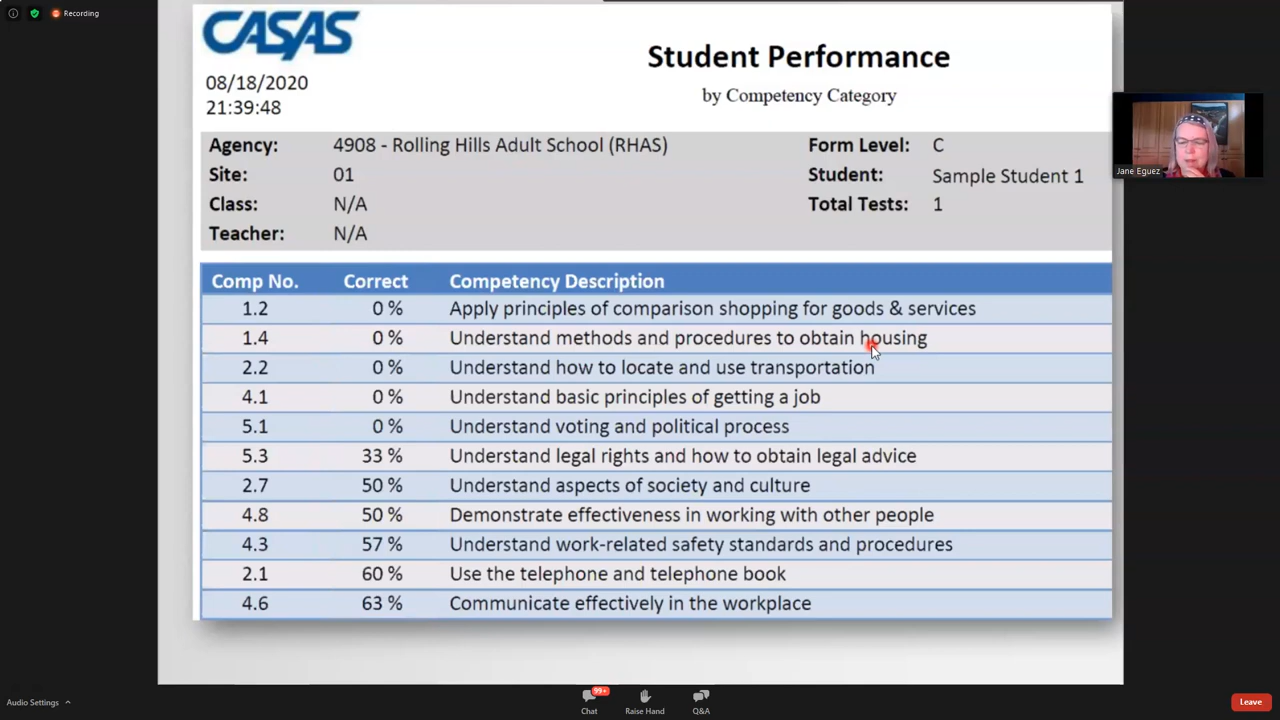 Recording
CASAS
08/18/2020
21:39:48
Student Performance
by Competency Category
Agency: 4908 - Rolling Hills Adult School (RHAS) Form Level: C
Site: 01 Student: Sample Student 1
Class: N/A Total Tests: 1
Teacher: N/A
Jane Eguez
Comp No. Correct Competency Description
1.2 0 % Apply principles of comparison shopping for goods & services
1.4 0 % Understand methods and procedures to obtain housing
2.2 0 % Understand how to locate and use transportation
4.1 0 % Understand basic principles of getting a job
5.1 0 % Understand voting and political process
5.3 33 % Understand legal rights and how to obtain legal advice
2.7 50 % Understand aspects of society and culture
4.8 50 % Demonstrate effectiveness in working with other people
4.3 57 % Understand work-related safety standards and procedures
2.1 60 % Use the telephone and telephone book
4.6 63 % Communicate effectively in the workplace
Audio Settings 99+ Chat Raise Hand Q&A Leave